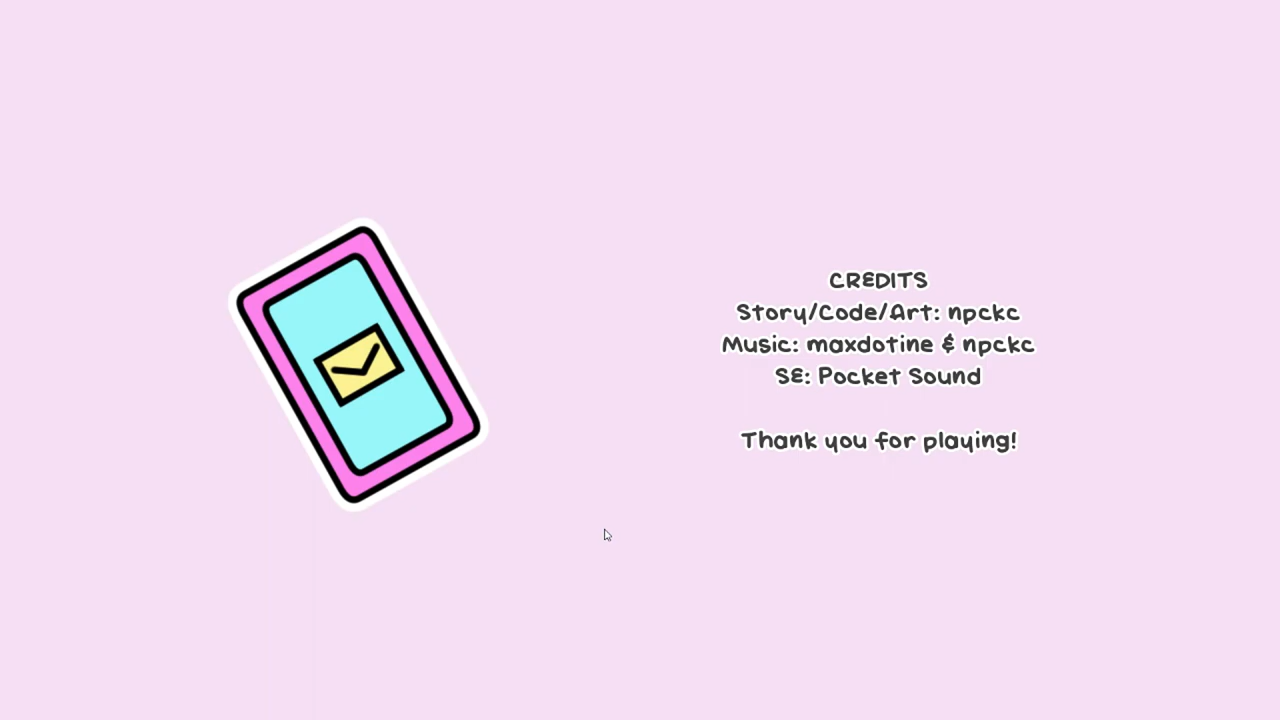 CREDITS
Story/Code/Art: npckc
Music: maxdotine & npckc
SE: Pocket Sound
Thank you for playing!